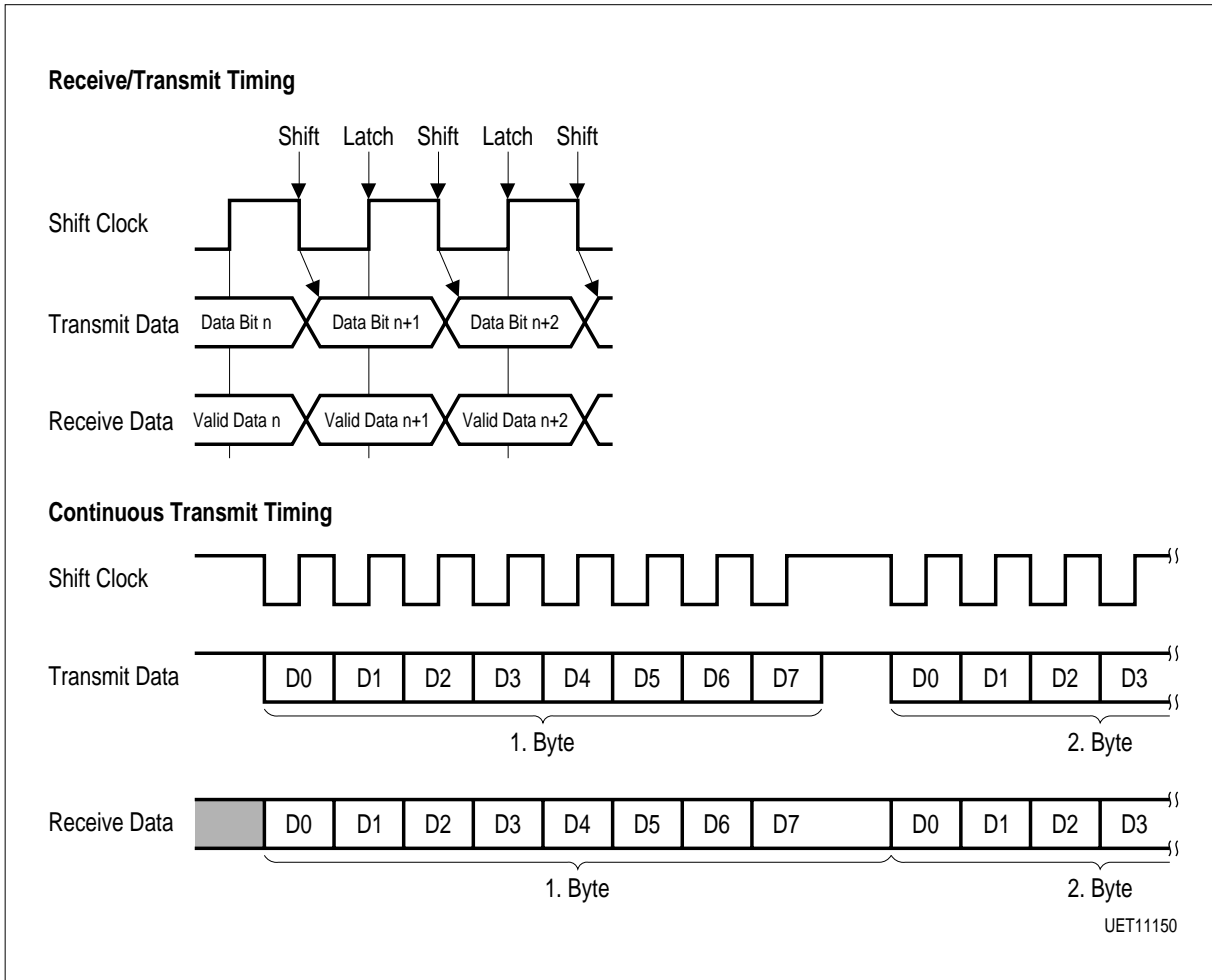 Receive/Transmit Timing
Shift Latch Shift Latch Shift
Shift Clock
Transmit Data Data Bit n Data Bit n+1 Data Bit n+2
Receive Data Valid Data n Valid Data n+1 Valid Data n+2
Continuous Transmit Timing
Shift Clock
Transmit Data D0 D1 D2 D3 D4 D5 D6 D7 D0 D1 D2 D3
1. Byte 2. Byte
Receive Data D0 D1 D2 D3 D4 D5 D6 D7 D0 D1 D2 D3
1. Byte 2. Byte
UET11150